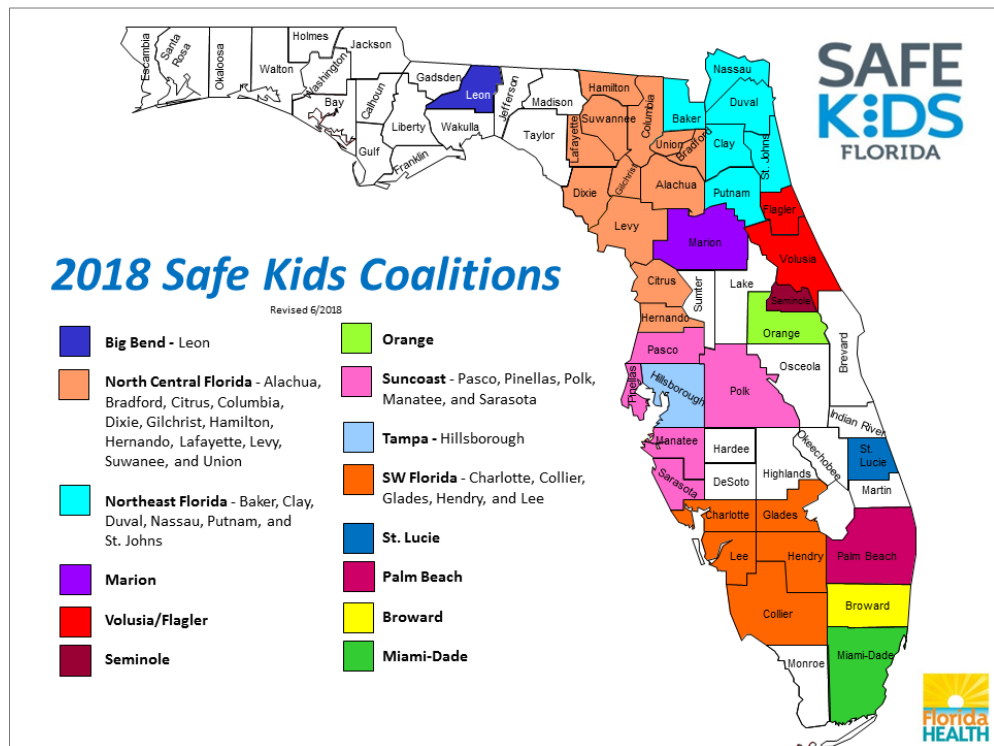 SAFE
KIDS
FLORIDA
Escambia
Santa
Rosa
Okaloosa
Walton
Holmes
Washington
Jackson
Bay
Calhoun
Gulf
Gadsden
Liberty
Franklin
Leon
Wakulla
Jefferson
Madison
Taylor
Hamilton
Suwannee
Lafayette
Columbia
Dixie
Gilchrist
Union
Bradford
Alachua
Levy
Baker
Nassau
Duval
Clay
St. Johns
Putnam
Flagler
Marion
Volusia
Citrus
Sumter
Lake
Seminole
Hernando
Orange
Pasco
Pinellas
Hillsborough
Polk
Osceola
Brevard
Indian River
Manatee
Hardee
Okeechobee
St.
Lucie
Sarasota
DeSoto
Highlands
Martin
Charlotte
Glades
Lee
Hendry
Palm Beach
Collier
Broward
Monroe
Miami-Dade
2018 Safe Kids Coalitions
Revised 6/2018
Big Bend - Leon
North Central Florida - Alachua,
Bradford, Citrus, Columbia,
Dixie, Gilchrist, Hamilton,
Hernando, Lafayette, Levy,
Suwanee, and Union
Northeast Florida - Baker, Clay,
Duval, Nassau, Putnam, and
St. Johns
Marion
Volusia/Flagler
Seminole
Orange
Suncoast - Pasco, Pinellas, Polk,
Manatee, and Sarasota
Tampa - Hillsborough
SW Florida - Charlotte, Collier,
Glades, Hendry, and Lee
St. Lucie
Palm Beach
Broward
Miami-Dade
Florida
HEALTH